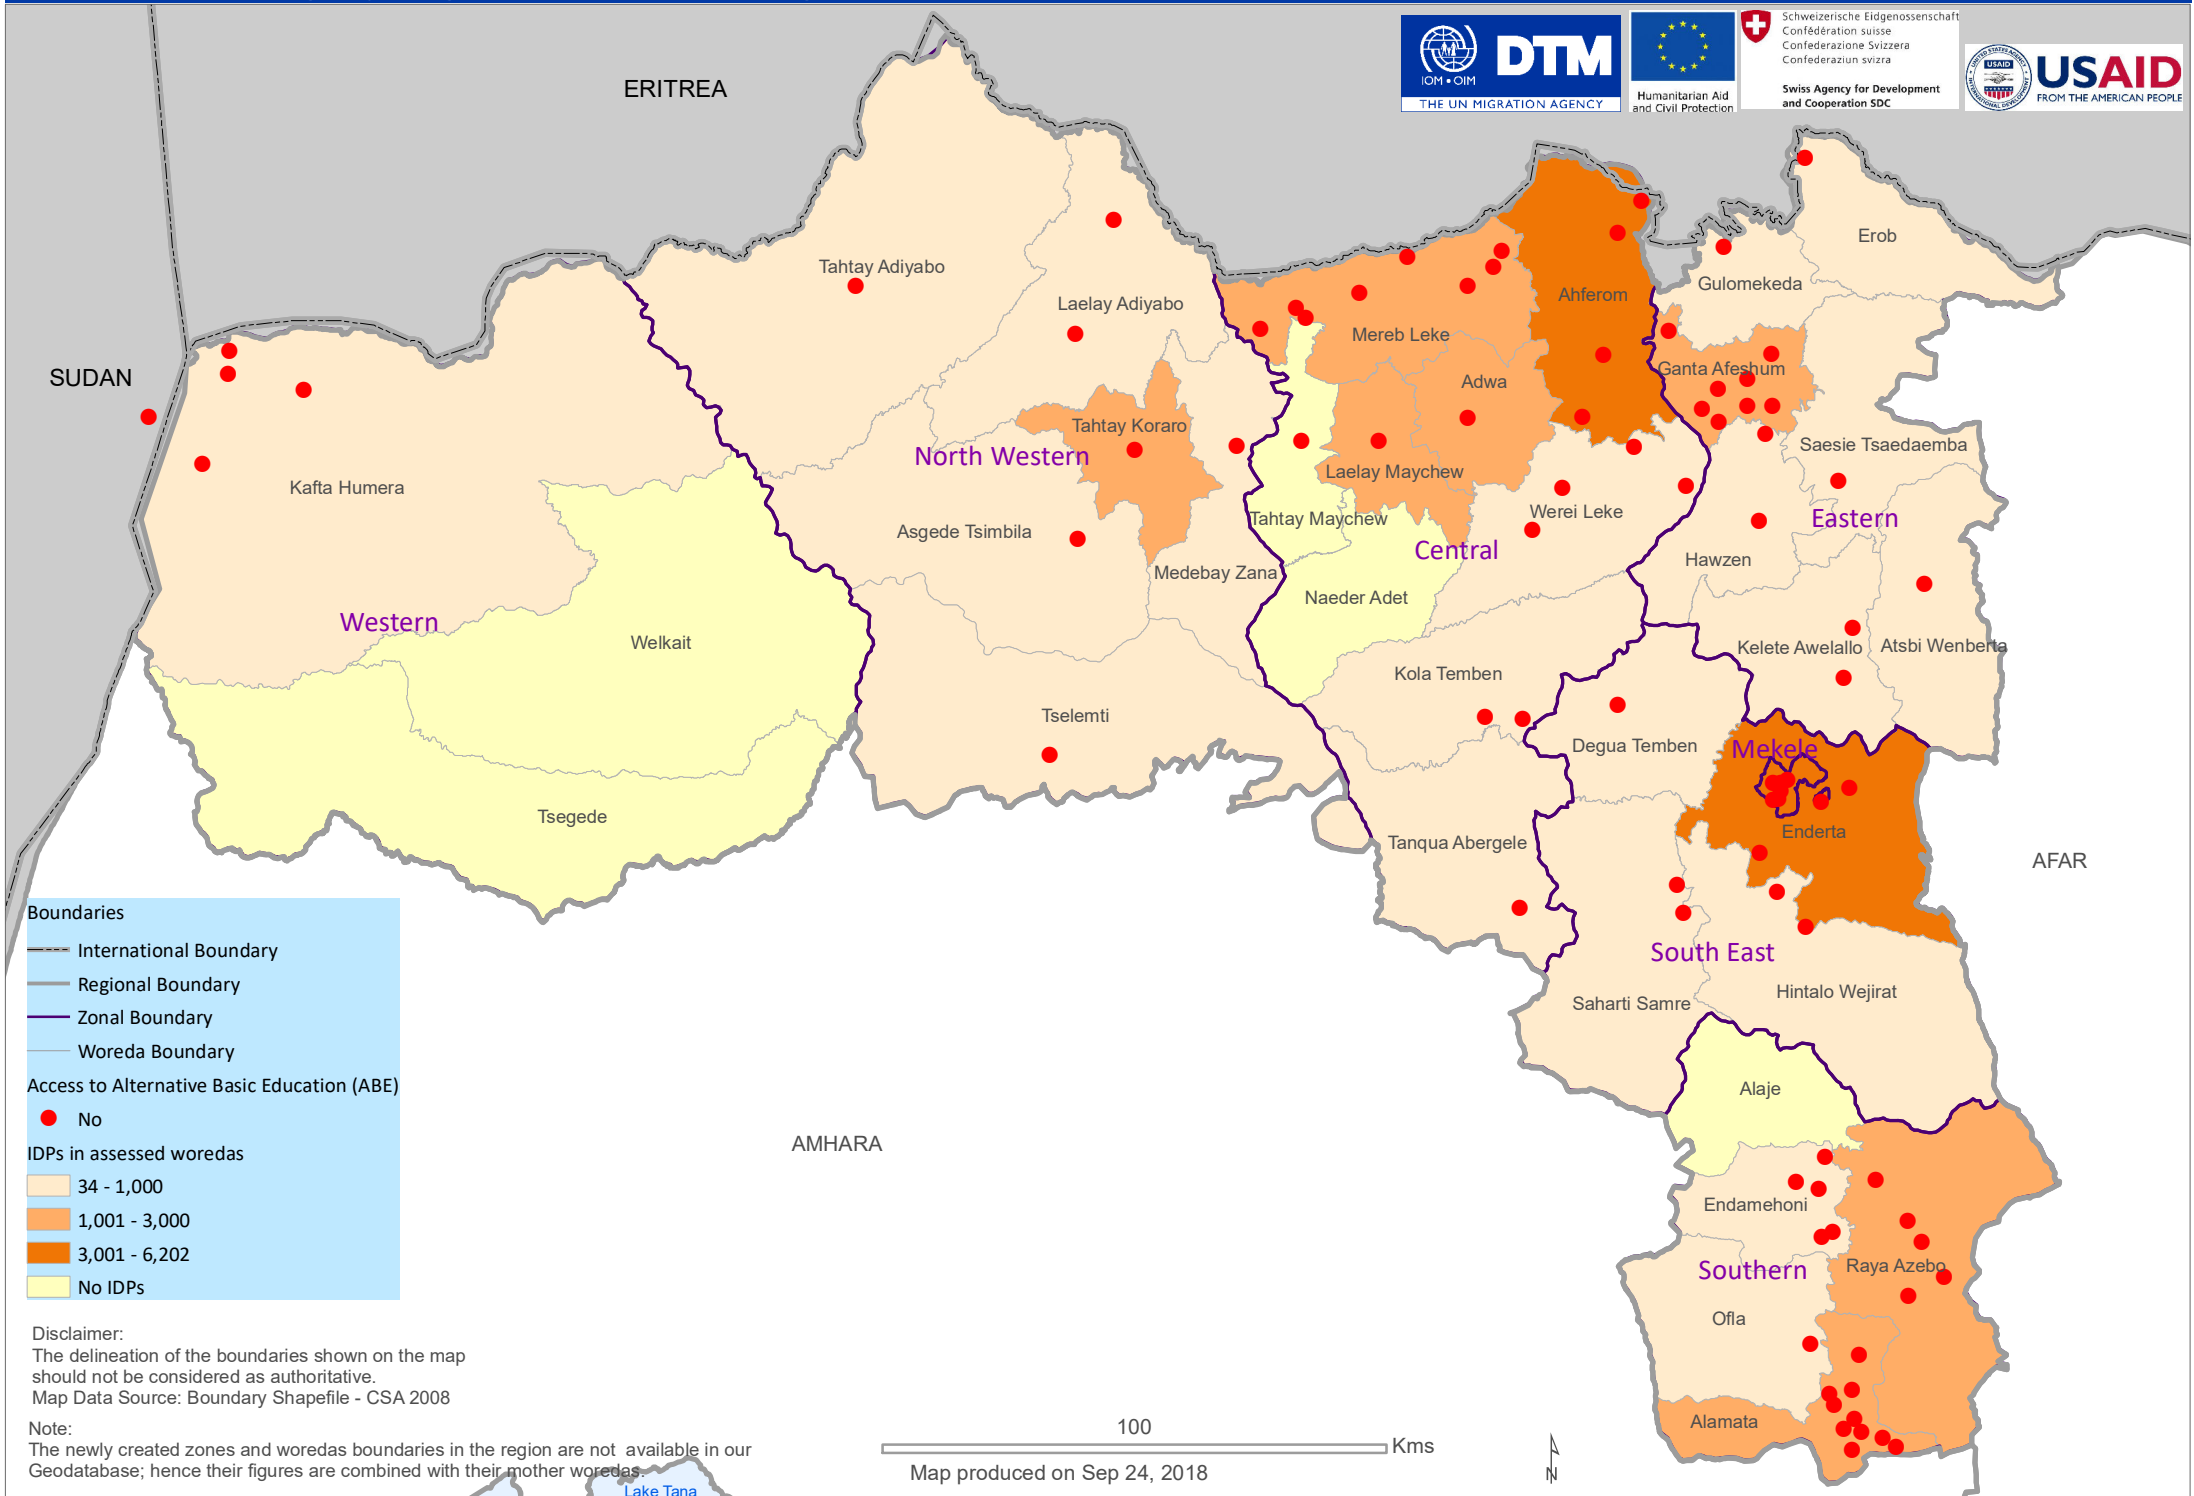 IOM • OIM
DTM
THE UN MIGRATION AGENCY
Humanitarian Aid
and Civil Protection
Schweizerische Eidgenossenschaft
Confédération suisse
Confederazione Svizzera
Confederaziun svizra
Swiss Agency for Development
and Cooperation SDC
USAID
USAID
FROM THE AMERICAN PEOPLE
ERITREA
SUDAN
Erob
Tahtay Adiyabo
Gulomekeda
Laelay Adiyabo
Ahferom
Mereb Leke
Ganta Afeshum
Adwa
Tahtay Koraro
North Western
Saesie Tsaedaemba
Laelay Maychew
Kafta Humera
Werei Leke
Tahtay Maychew
Eastern
Asgede Tsimbila
Central
Hawzen
Medebay Zana
Naeder Adet
Western
Welkait
Kelete Awelallo
Atsbi Wenberta
Kola Temben
Tselemti
Degua Temben
Mekele
Tsegede
Enderta
Tanqua Abergele
AFAR
South East
Hintalo Wejirat
Saharti Samre
Alaje
AMHARA
Endamehoni
Raya Azebo
Southern
Ofla
Alamata
Boundaries
International Boundary
Regional Boundary
Zonal Boundary
Woreda Boundary
Access to Alternative Basic Education (ABE)
No
IDPs in assessed woredas
34 - 1,000
1,001 - 3,000
3,001 - 6,202
No IDPs
Disclaimer:
The delineation of the boundaries shown on the map
should not be considered as authoritative.
Map Data Source: Boundary Shapefile - CSA 2008
Note:
The newly created zones and woredas boundaries in the region are not available in our
Geodatabase; hence their figures are combined with their mother woredas.
Lake Tana
100
Kms
Map produced on Sep 24, 2018
N